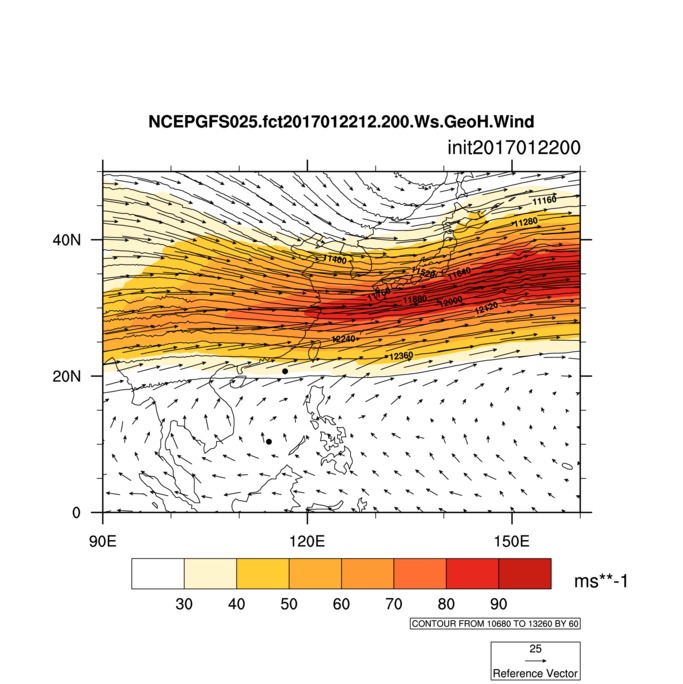 NCEPGFS025.fct2017012212.200.Ws.GeoH.Wind
init2017012200
11160
11280
40N
11400
11520
11640
11760
11880
12000
12120
12240
12360
20N
0
90E 120E 150E
30 40 50 60 70 80 90
ms**-1
CONTOUR FROM 10680 TO 13260 BY 60
25
Reference Vector